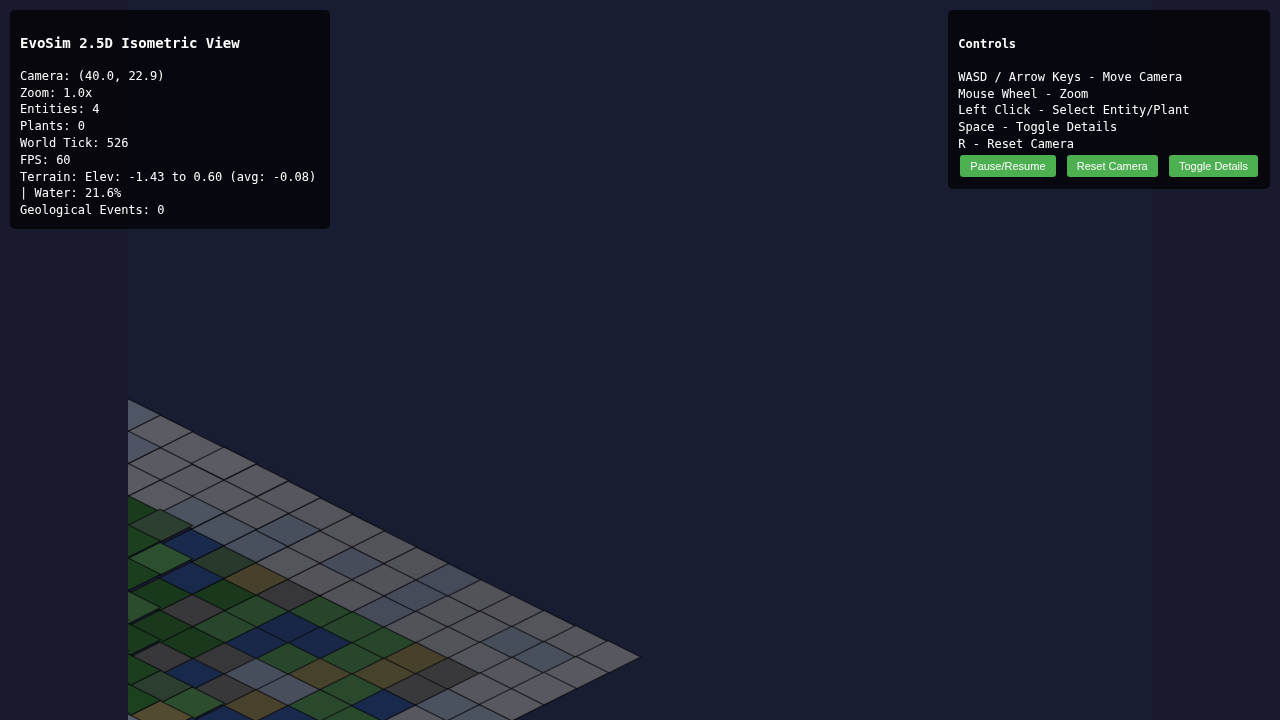 EvoSim 2.5D Isometric View
Camera: (40.0, 22.9)
Zoom: 1.0x
Entities: 4
Plants: 0
World Tick: 526
FPS: 60
Terrain: Elev: -1.43 to 0.60 (avg: -0.08)
| Water: 21.6%
Geological Events: 0
Controls
WASD / Arrow Keys - Move Camera
Mouse Wheel - Zoom
Left Click - Select Entity/Plant
Space - Toggle Details
R - Reset Camera
Pause/Resume Reset Camera Toggle Details